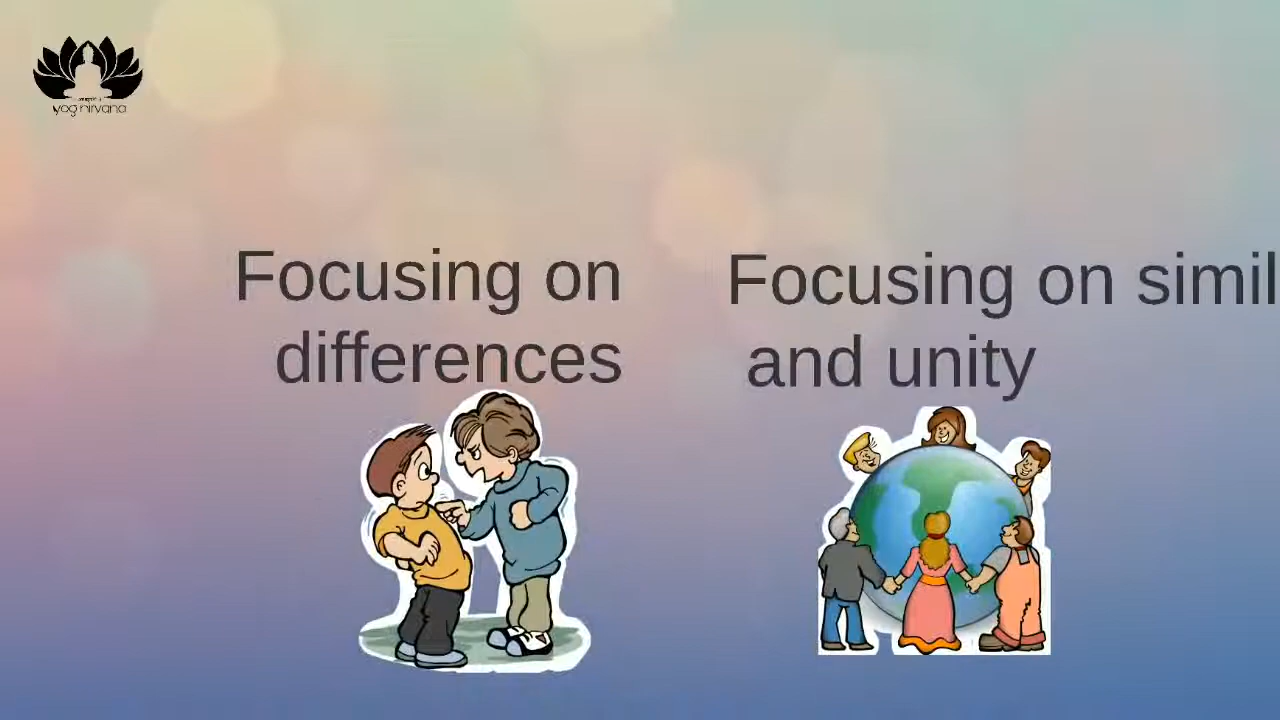 yog nirvana
Focusing on
differences
Focusing on simil
and unity